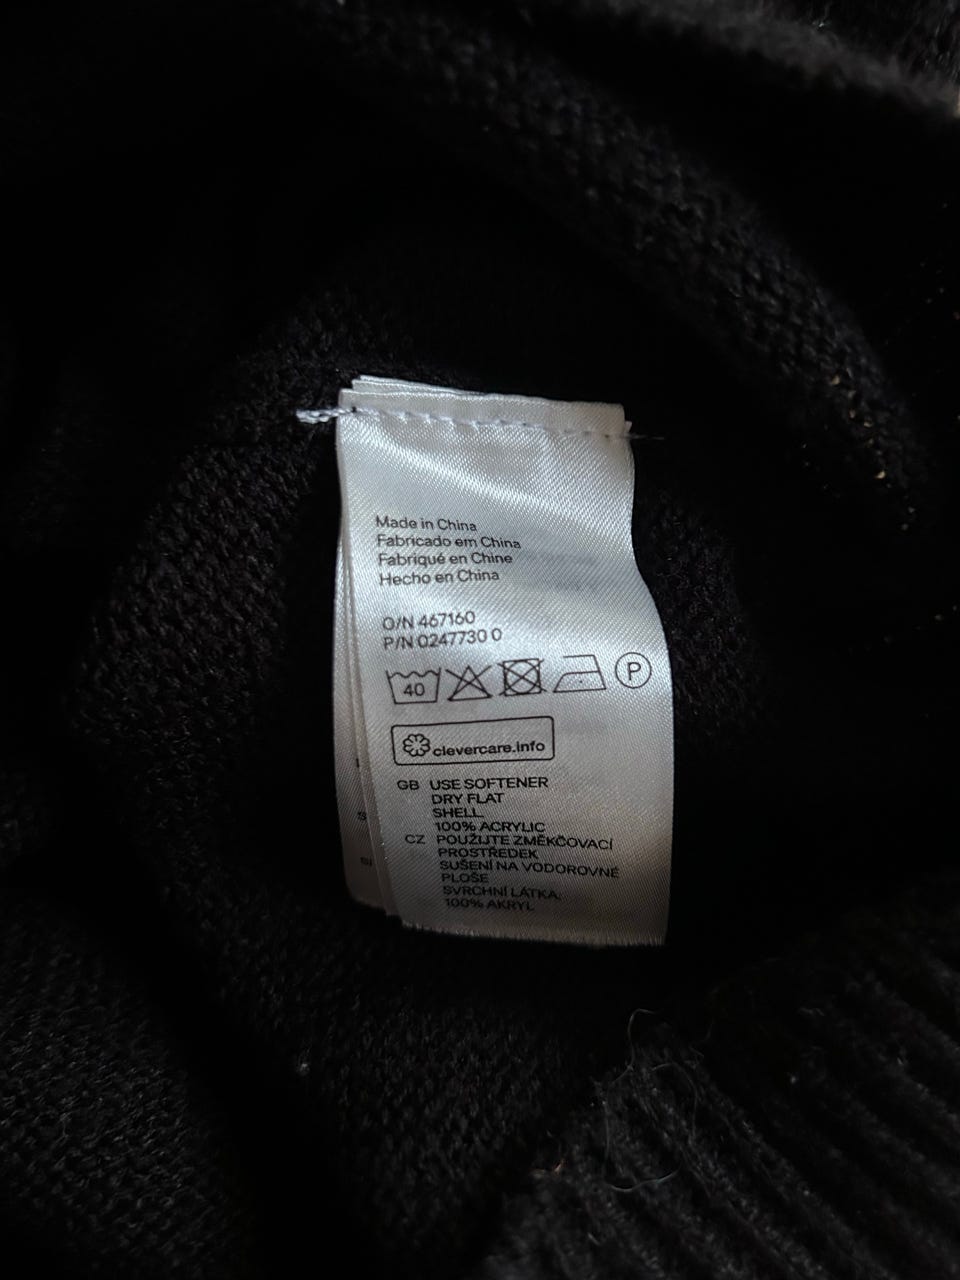 Made in China
Fabricado em China
Fabriqué en Chine
Hecho en China
O/N 467160
P/N 0247730 0
40 P
clevercare.info
GB USE SOFTENER
DRY FLAT
SHELL
100% ACRYLIC
CZ POUŽIJTE ZMĚKČOVACÍ
PROSTŘEDEK
SUŠENÍ NA VODOROVNÉ
PLOŠE
SVRCHNÍ LÁTKA:
100% AKRYL